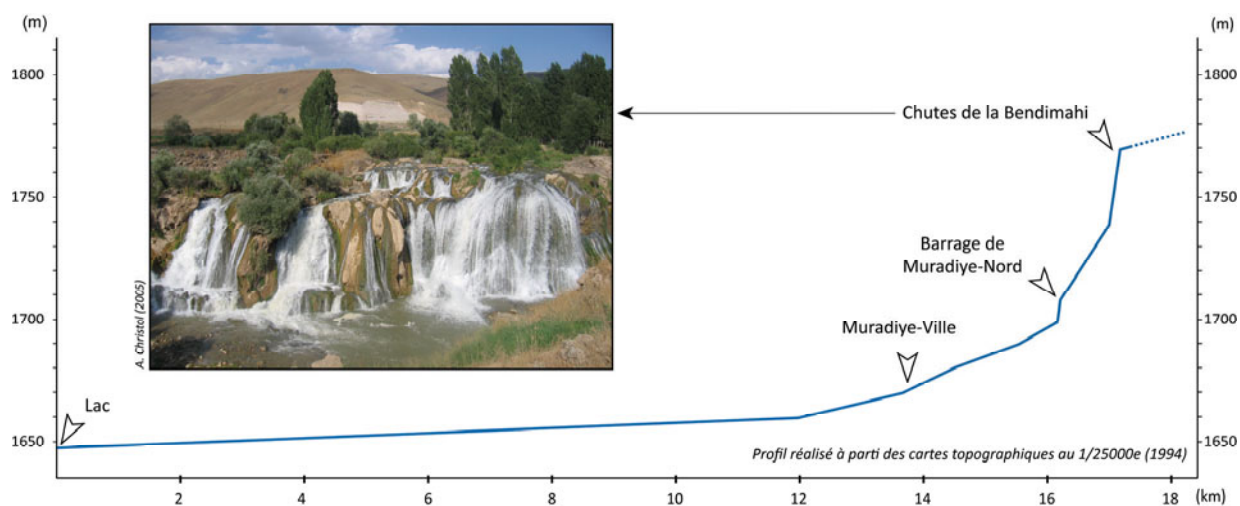 (m)
(m)
1800
1800
Chutes de la Bendimahi
1750
1750
Barrage de
Muradiye-Nord
A. Christol (2005)
1700
1700
Muradiye-Ville
Lac
1650
1650
Profil réalisé à parti des cartes topographiques au 1/25000e (1994)
2
4
6
8
10
12
14
16
18
(km)